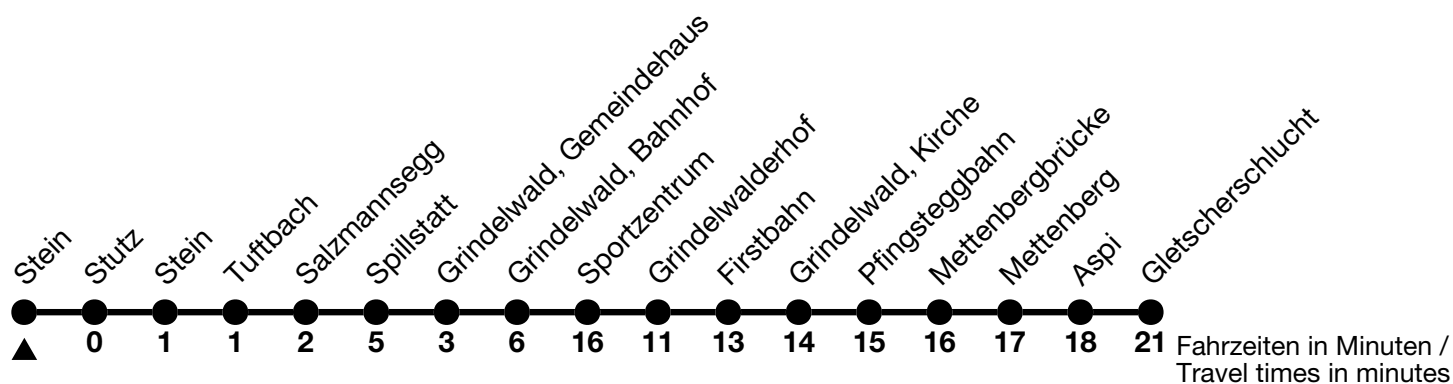 Stein
Stutz
Stein
Tuftbach
Salzmannsegg
Spillstatt
Grindelwald, Gemeindehaus
Grindelwald, Bahnhof
Sportzentrum
Grindelwalderhof
Firstbahn
Grindelwald, Kirche
Pfingsteggbahn
Mettenbergbrücke
Mettenberg
Aspi
Gletscherschlucht
0 1 1 2 5 3 6 16 11 13 14 15 16 17 18 21 Fahrzeiten in Minuten /
Travel times in minutes